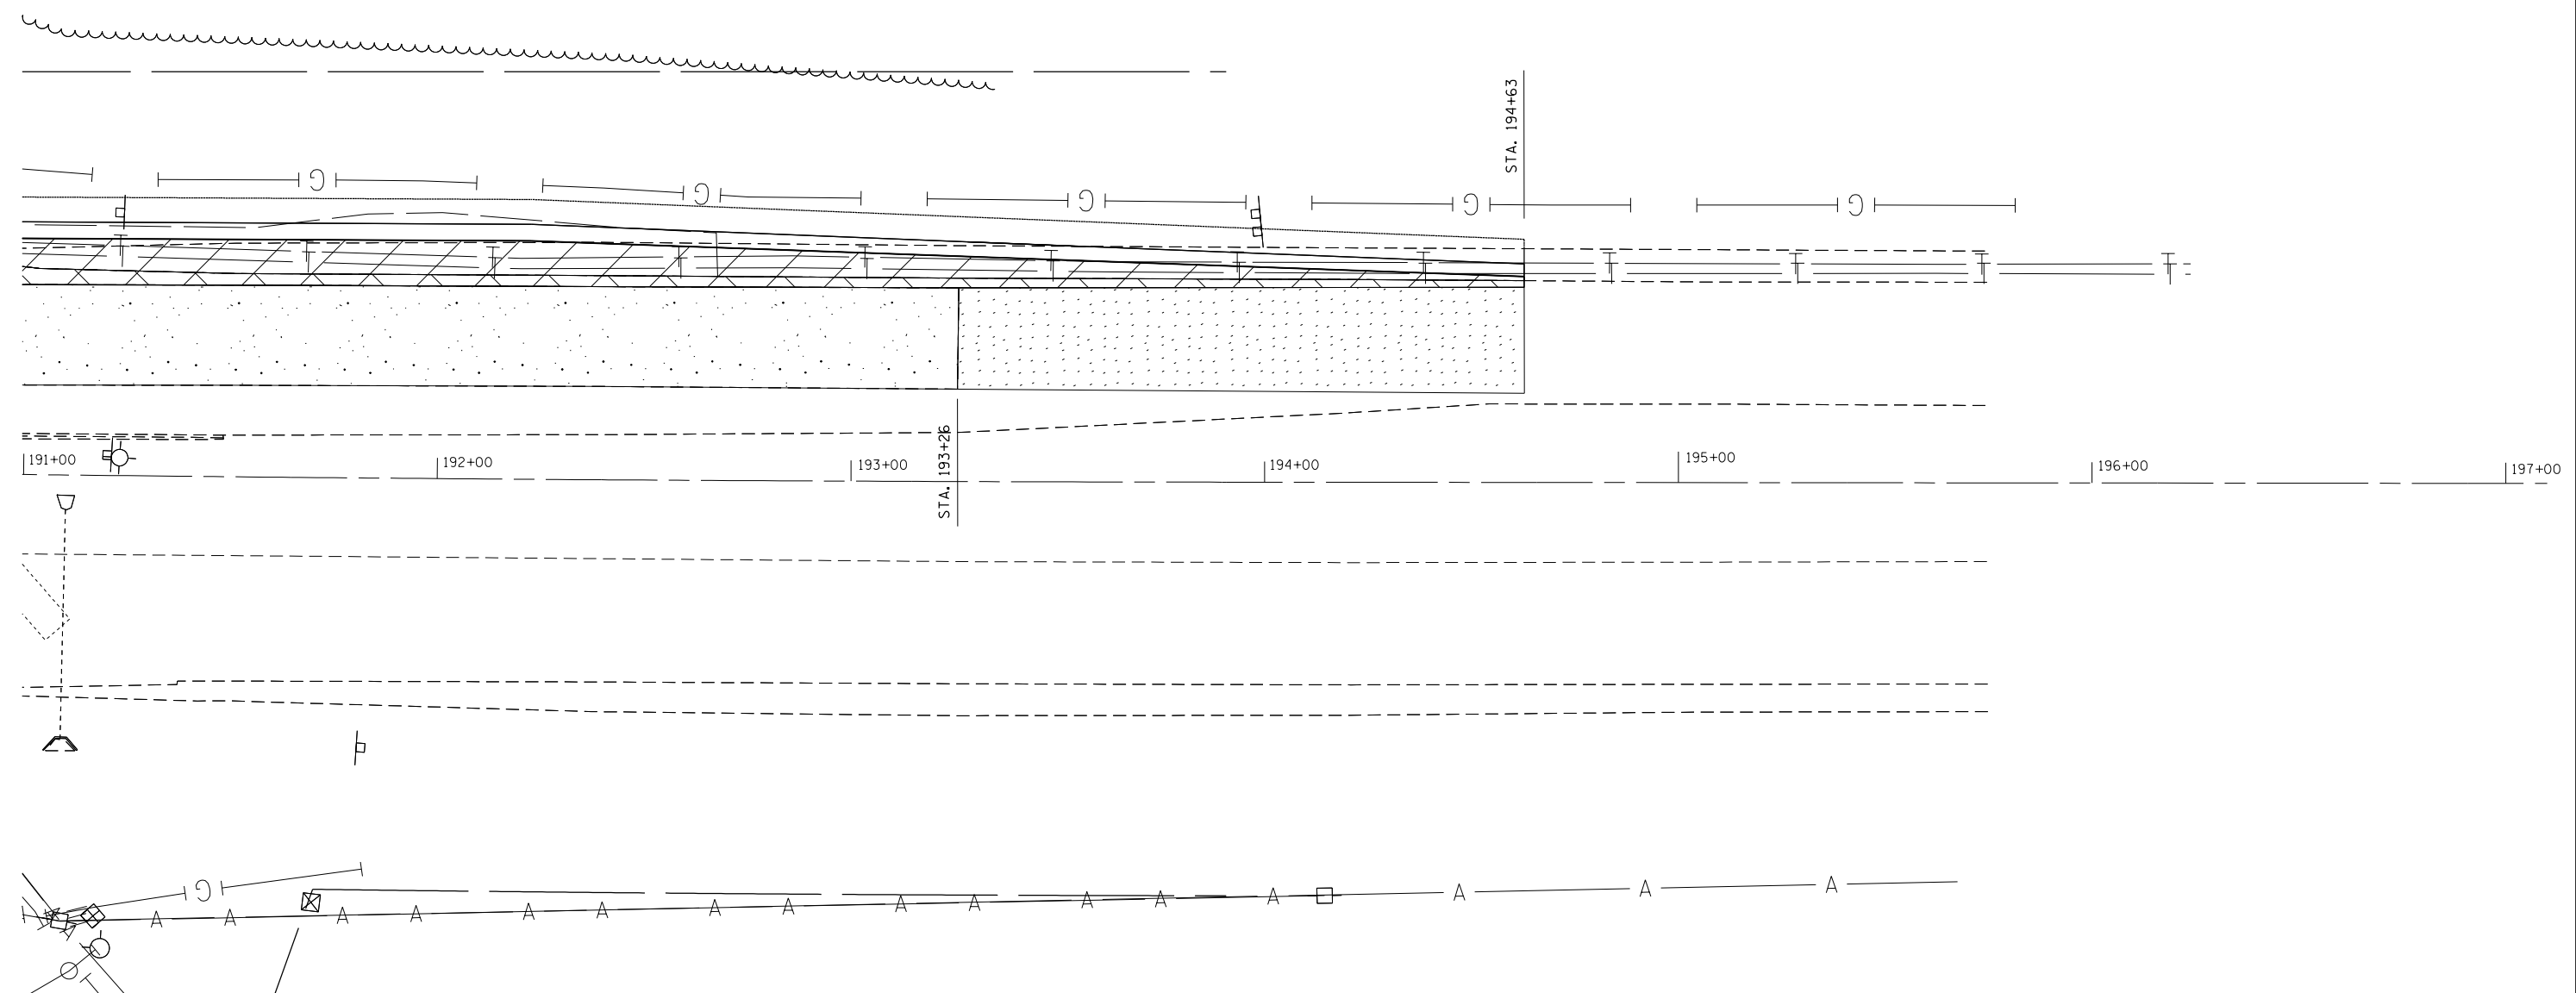 STA. 194+63
G G G G G
T T T T T T T T T T T T
STA. 193+26
191+00 192+00 193+00 194+00 195+00 196+00 197+00
G
A A A A A A A A A A A A A A A A